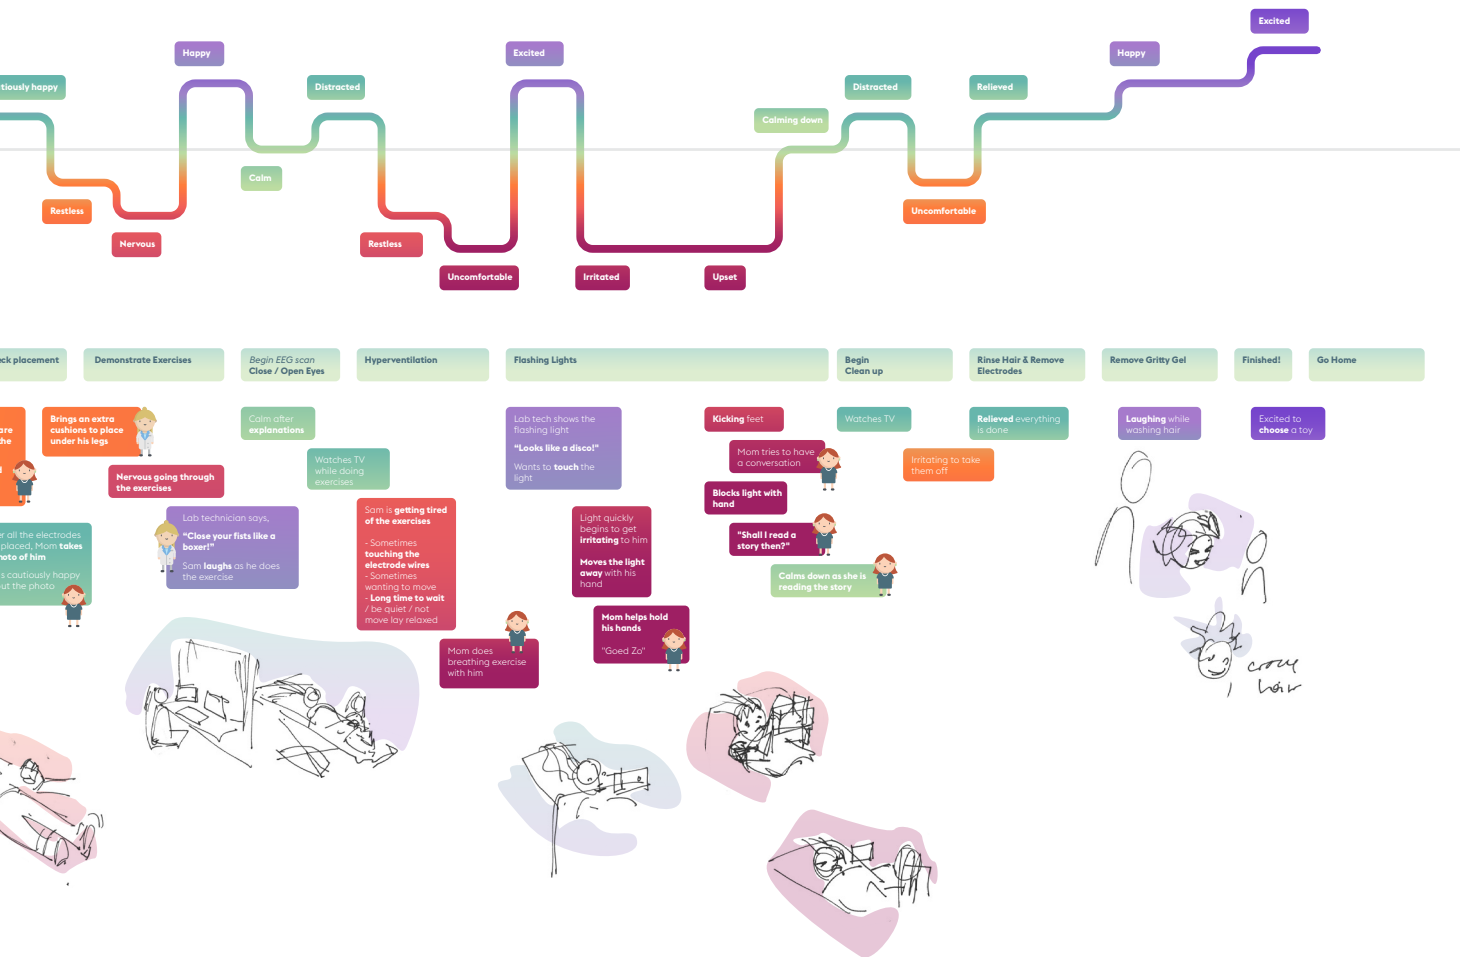 Excited
Happy
Excited
Happy
tiously happy
Distracted
Distracted
Relieved
Calming down
Calm
Restless
Uncomfortable
Nervous
Restless
Uncomfortable
Irritated
Upset
ck placement
Demonstrate Exercises
Begin EEG scan
Close / Open Eyes
Hyperventilation
Flashing Lights
Begin
Clean up
Rinse Hair & Remove
Electrodes
Remove Gritty Gel
Finished!
Go Home
are
the
Brings an extra
cushions to place
under his legs
Nervous going through
the exercises
Lab technician says,
"Close your fists like a
boxer!"
Sam laughs as he does
the exercise
r all the electrodes
placed, Mom takes
hoto of him
s cautiously happy
out the photo
Calm after
explanations
Watches TV
while doing
exercises
Sam is getting tired
of the exercises
- Sometimes
touching the
electrode wires
- Sometimes
wanting to move
- Long time to wait
/ be quiet / not
move lay relaxed
Mom does
breathing exercise
with him
Lab tech shows the
flashing light
"Looks like a disco!"
Wants to touch the
light
Light quickly
begins to get
irritating to him
Moves the light
away with his
hand
Mom helps hold
his hands
"Goed Zo"
Kicking feet
Mom tries to have
a conversation
Blocks light with
hand
"Shall I read a
story then?"
Calms down as she is
reading the story
Watches TV
Irritating to take
them off
Relieved everything
is done
Laughing while
washing hair
Excited to
choose a toy
crazy
hair